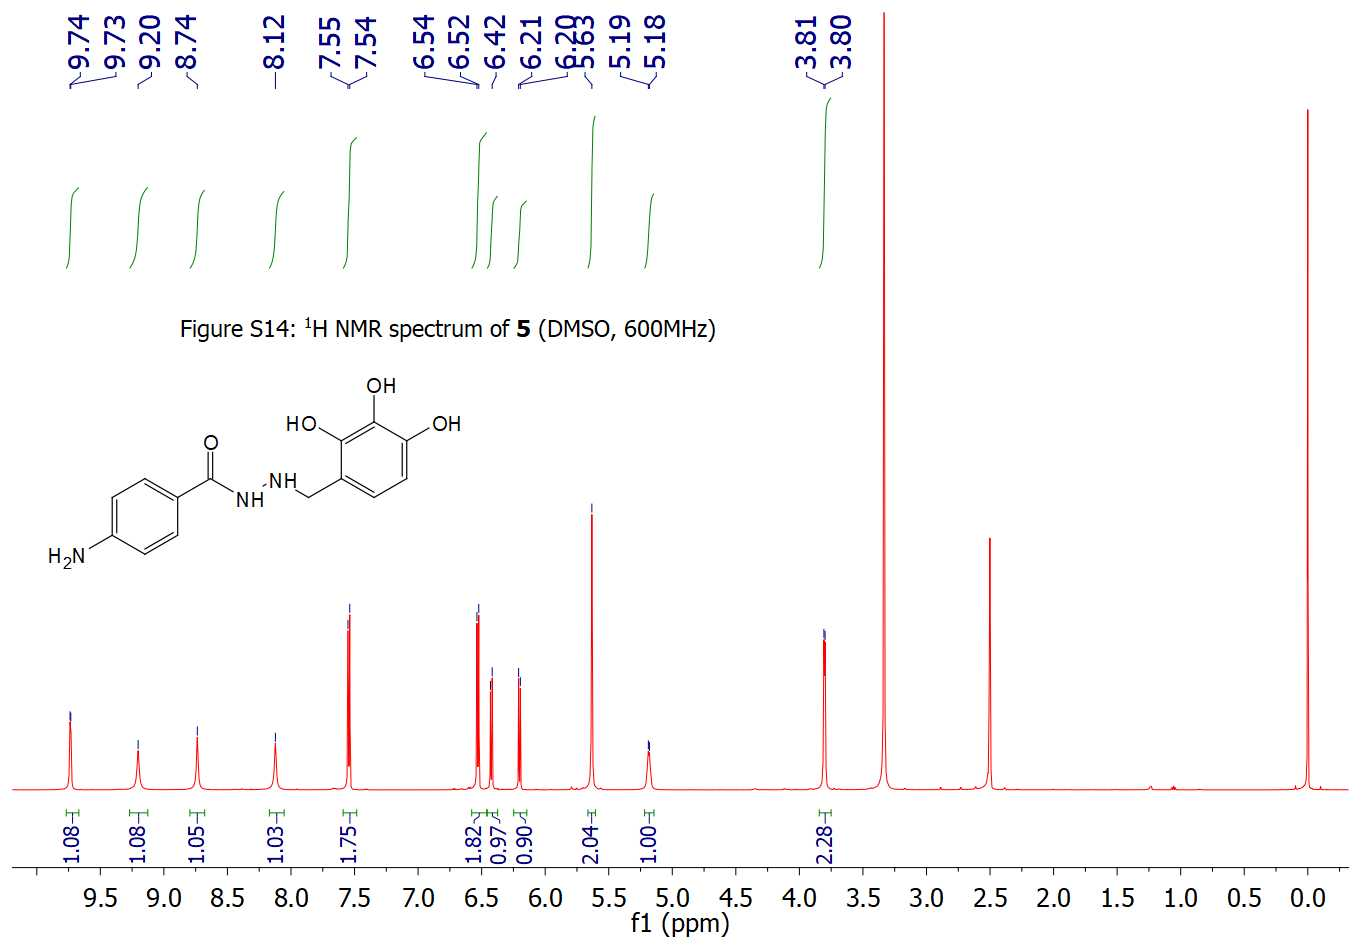 9.74 9.73 9.20 8.74 8.12 7.55 7.54 6.54 6.52 6.42 6.21 6.20 5.63 5.19 5.18 3.81 3.80
Figure S14: ¹H NMR spectrum of 5 (DMSO, 600MHz)
OH
HO OH
O
NH
NH
H₂N
1.08 1.08 1.05 1.03 1.75 1.82 0.97 0.90 2.04 1.00 2.28
9.5 9.0 8.5 8.0 7.5 7.0 6.5 6.0 5.5 5.0 4.5 4.0 3.5 3.0 2.5 2.0 1.5 1.0 0.5 0.0
f1 (ppm)